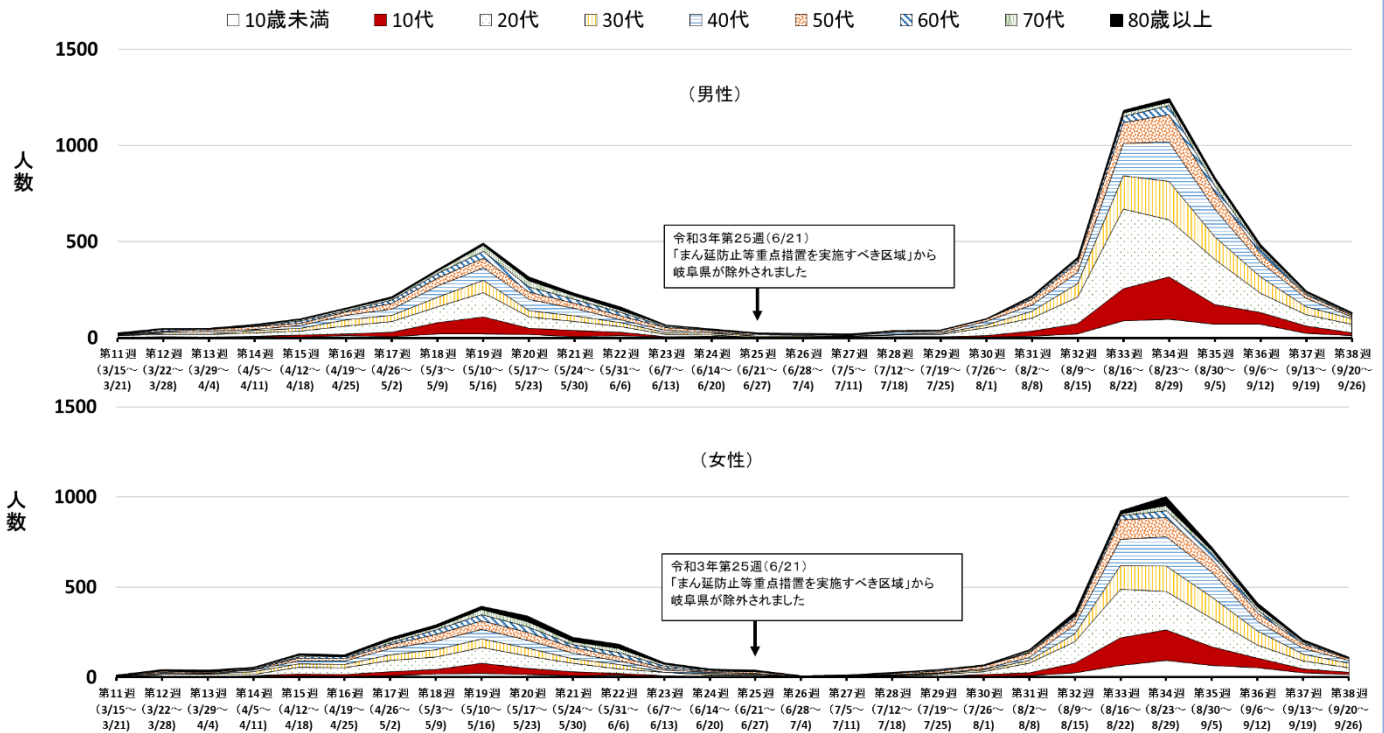 □ 10歳未満 ■ 10代 □ 20代 □ 30代 □ 40代 □ 50代 □ 60代 □ 70代 ■ 80歳以上
1500
(男性)
1000
人数
令和3年第25週(6/21)
「まん延防止等重点措置を実施すべき区域」から
岐阜県が除外されました
500
0
第11週 第12週 第13週 第14週 第15週 第16週 第17週 第18週 第19週 第20週 第21週 第22週 第23週 第24週 第25週 第26週 第27週 第28週 第29週 第30週 第31週 第32週 第33週 第34週 第35週 第36週 第37週 第38週
(3/15～ (3/22～ (3/29～ (4/5～ (4/12～ (4/19～ (4/26～ (5/3～ (5/10～ (5/17～ (5/24～ (5/31～ (6/7～ (6/14～ (6/21～ (6/28～ (7/5～ (7/12～ (7/19～ (7/26～ (8/2～ (8/9～ (8/16～ (8/23～ (8/30～ (9/6～ (9/13～ (9/20～
3/21) 3/28) 4/4) 4/11) 4/18) 4/25) 5/2) 5/9) 5/16) 5/23) 5/30) 6/6) 6/13) 6/20) 6/27) 7/4) 7/11) 7/18) 7/25) 8/1) 8/8) 8/15) 8/22) 8/29) 9/5) 9/12) 9/19) 9/26)
1500
(女性)
1000
人数
令和3年第25週(6/21)
「まん延防止等重点措置を実施すべき区域」から
岐阜県が除外されました
500
0
第11週 第12週 第13週 第14週 第15週 第16週 第17週 第18週 第19週 第20週 第21週 第22週 第23週 第24週 第25週 第26週 第27週 第28週 第29週 第30週 第31週 第32週 第33週 第34週 第35週 第36週 第37週 第38週
(3/15～ (3/22～ (3/29～ (4/5～ (4/12～ (4/19～ (4/26～ (5/3～ (5/10～ (5/17～ (5/24～ (5/31～ (6/7～ (6/14～ (6/21～ (6/28～ (7/5～ (7/12～ (7/19～ (7/26～ (8/2～ (8/9～ (8/16～ (8/23～ (8/30～ (9/6～ (9/13～ (9/20～
3/21) 3/28) 4/4) 4/11) 4/18) 4/25) 5/2) 5/9) 5/16) 5/23) 5/30) 6/6) 6/13) 6/20) 6/27) 7/4) 7/11) 7/18) 7/25) 8/1) 8/8) 8/15) 8/22) 8/29) 9/5) 9/12) 9/19) 9/26)